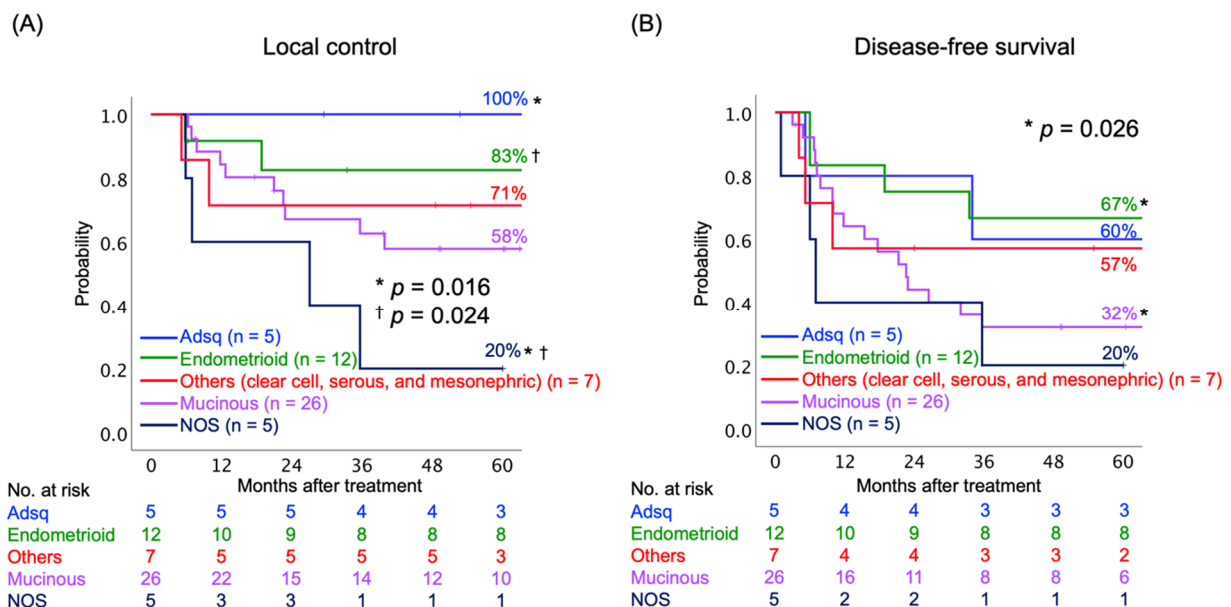 (A)
Local control
Probability
1.0
0.8
0.6
0.4
0.2
0.0
100% *
83% †
71%
58%
* p = 0.016
† p = 0.024
20% * †
Adsq (n = 5)
Endometrioid (n = 12)
Others (clear cell, serous, and mesonephric) (n = 7)
Mucinous (n = 26)
NOS (n = 5)
0 12 24 36 48 60
Months after treatment
No. at risk
Adsq 5 5 5 4 4 3
Endometrioid 12 10 9 8 8 8
Others 7 5 5 5 5 3
Mucinous 26 22 15 14 12 10
NOS 5 3 3 1 1 1
(B)
Disease-free survival
Probability
1.0
0.8
0.6
0.4
0.2
0.0
* p = 0.026
67% *
60%
57%
32% *
20%
Adsq (n = 5)
Endometrioid (n = 12)
Others (clear cell, serous, and mesonephric) (n = 7)
Mucinous (n = 26)
NOS (n = 5)
0 12 24 36 48 60
Months after treatment
No. at risk
Adsq 5 4 4 3 3 3
Endometrioid 12 10 9 8 8 8
Others 7 4 4 3 3 2
Mucinous 26 16 11 8 8 6
NOS 5 2 2 1 1 1